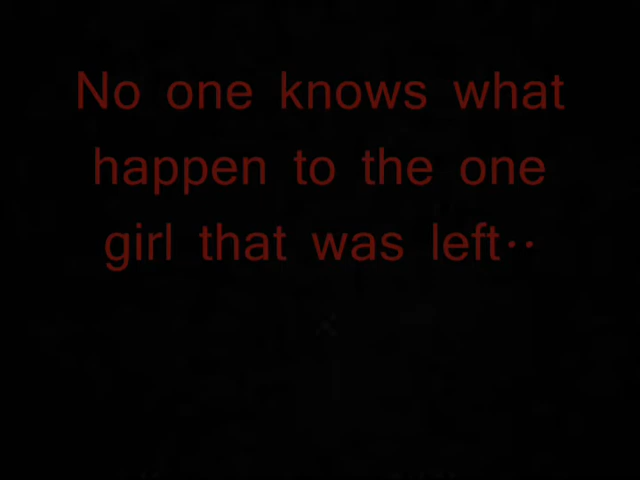 No one knows what
happen to the one
girl that was left··